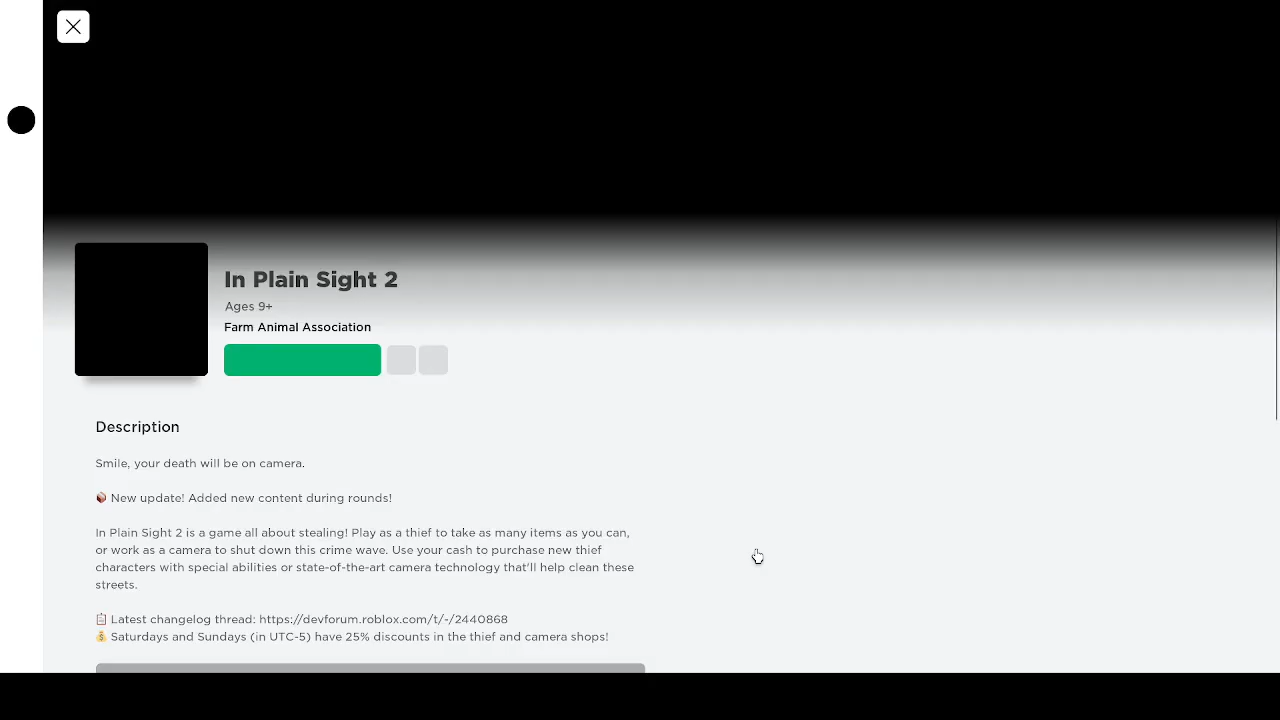 In Plain Sight 2
Ages 9+
Farm Animal Association
Description
Smile, your death will be on camera.
New update! Added new content during rounds!
In Plain Sight 2 is a game all about stealing! Play as a thief to take as many items as you can,
or work as a camera to shut down this crime wave. Use your cash to purchase new thief
characters with special abilities or state-of-the-art camera technology that'll help clean these
streets.
📋 Latest changelog thread: https://devforum.roblox.com/t/-/2440868
💰 Saturdays and Sundays (in UTC-5) have 25% discounts in the thief and camera shops!